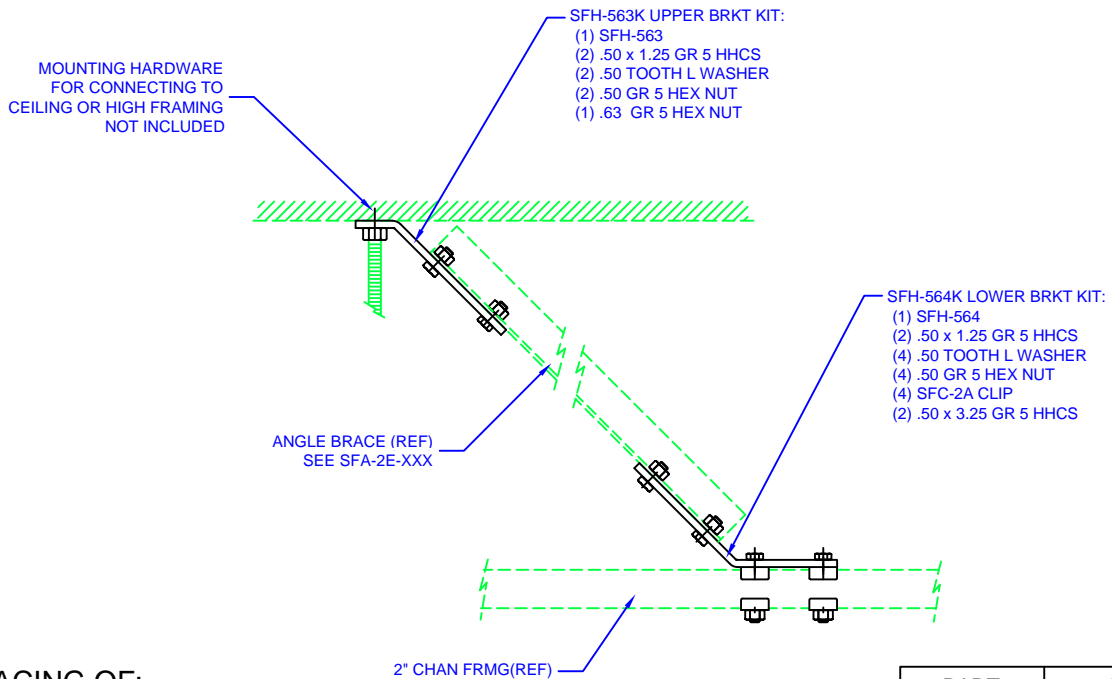 SFH-563K UPPER BRKT KIT:
(1) SFH-563
(2) .50 x 1.25 GR 5 HHCS
(2) .50 TOOTH L WASHER
(2) .50 GR 5 HEX NUT
(1) .63 GR 5 HEX NUT
MOUNTING HARDWARE
FOR CONNECTING TO
CEILING OR HIGH FRAMING
NOT INCLUDED
SFH-564K LOWER BRKT KIT:
(1) SFH-564
(2) .50 x 1.25 GR 5 HHCS
(4) .50 TOOTH L WASHER
(4) .50 GR 5 HEX NUT
(4) SFC-2A CLIP
(2) .50 x 3.25 GR 5 HHCS
ANGLE BRACE (REF)
SEE SFA-2E-XXX
2" CHAN FRMG(REF)